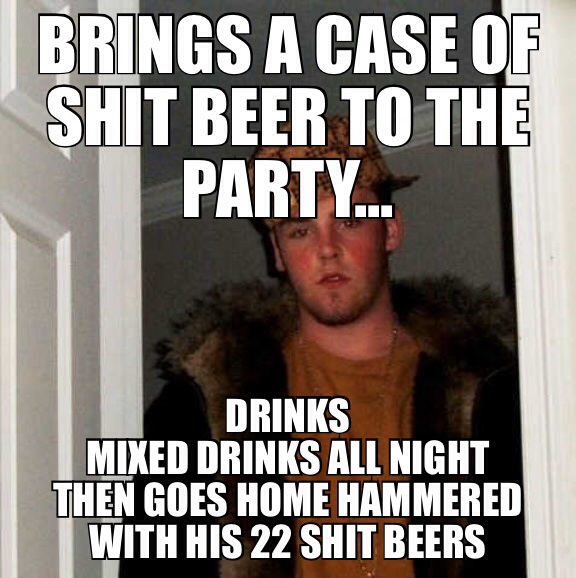 BRINGS A CASE OF
SHIT BEER TO THE
PARTY...
DRINKS
MIXED DRINKS ALL NIGHT
THEN GOES HOME HAMMERED
WITH HIS 22 SHIT BEERS